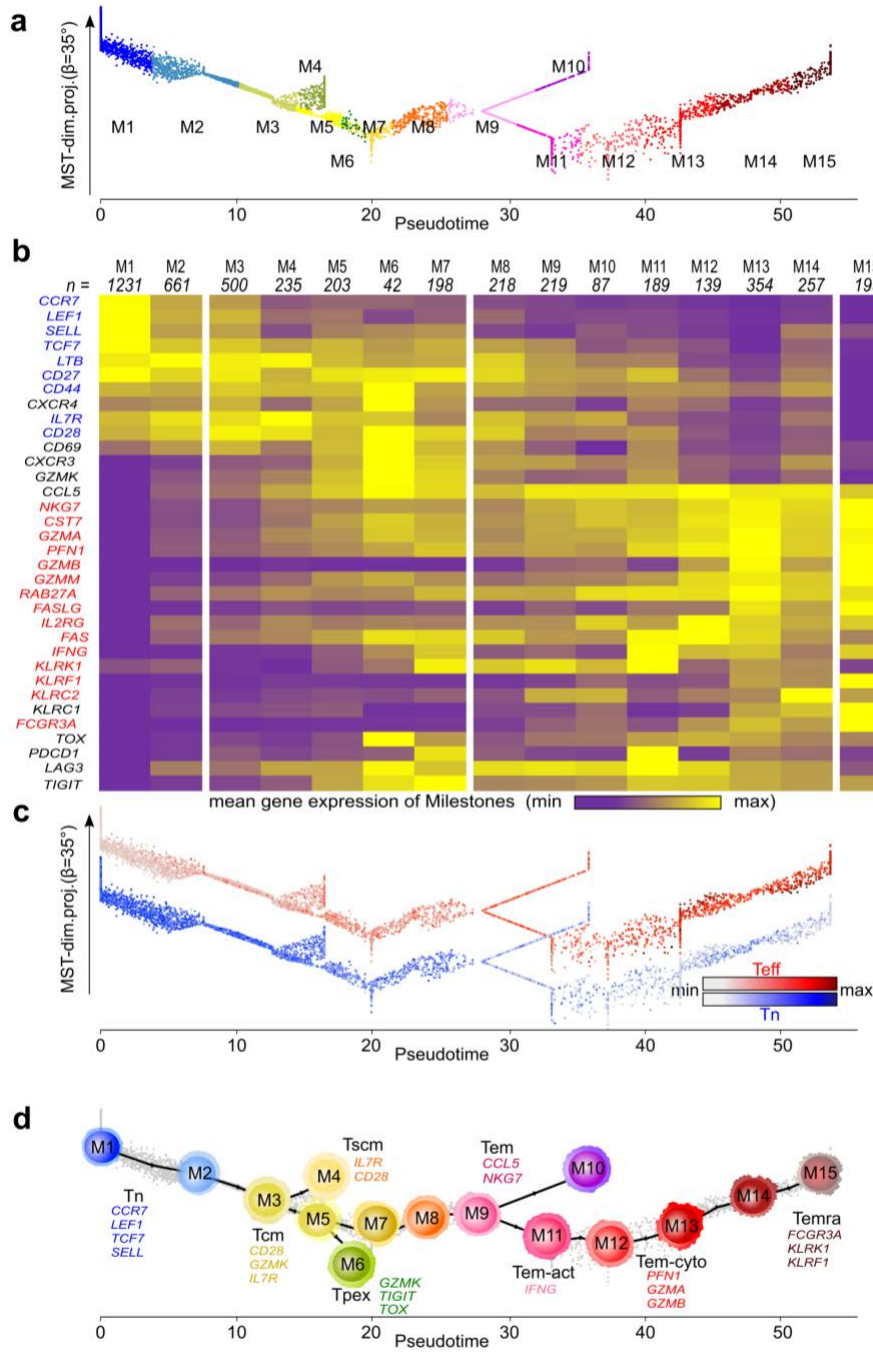 a
MST-dim.proj.(β=35°)
M1 M2 M3 M4 M5 M6 M7 M8 M9 M10 M11 M12 M13 M14 M15
0 10 20 30 40 50
Pseudotime
b
M1 M2 M3 M4 M5 M6 M7 M8 M9 M10 M11 M12 M13 M14 M1
n = 1231 661 500 235 203 42 198 218 219 87 189 139 354 257 19
CCR7
LEF1
SELL
TCF7
LTB
CD27
CD44
CXCR4
IL7R
CD28
CD69
CXCR3
GZMK
CCL5
NKG7
CST7
GZMA
PFN1
GZMB
GZMM
RAB27A
FASLG
IL2RG
FAS
IFNG
KLRK1
KLRF1
KLRC2
KLRC1
FCGR3A
TOX
PDCD1
LAG3
TIGIT
mean gene expression of Milestones (min max)
c
MST-dim.proj.(β=35°)
Teff
min max
Tn
0 10 20 30 40 50
Pseudotime
d
M1 M2 M3 M4 M5 M6 M7 M8 M9 M10 M11 M12 M13 M14 M15
Tn
CCR7
LEF1
TCF7
SELL
Tcm
CD28
GZMK
IL7R
Tscm
IL7R
CD28
Tpex
GZMK
TIGIT
TOX
Tem
CCL5
NKG7
Tem-act
IFNG
Tem-cyto
PFN1
GZMA
GZMB
Temra
FCGR3A
KLRK1
KLRF1
0 10 20 30 40 50
Pseudotime